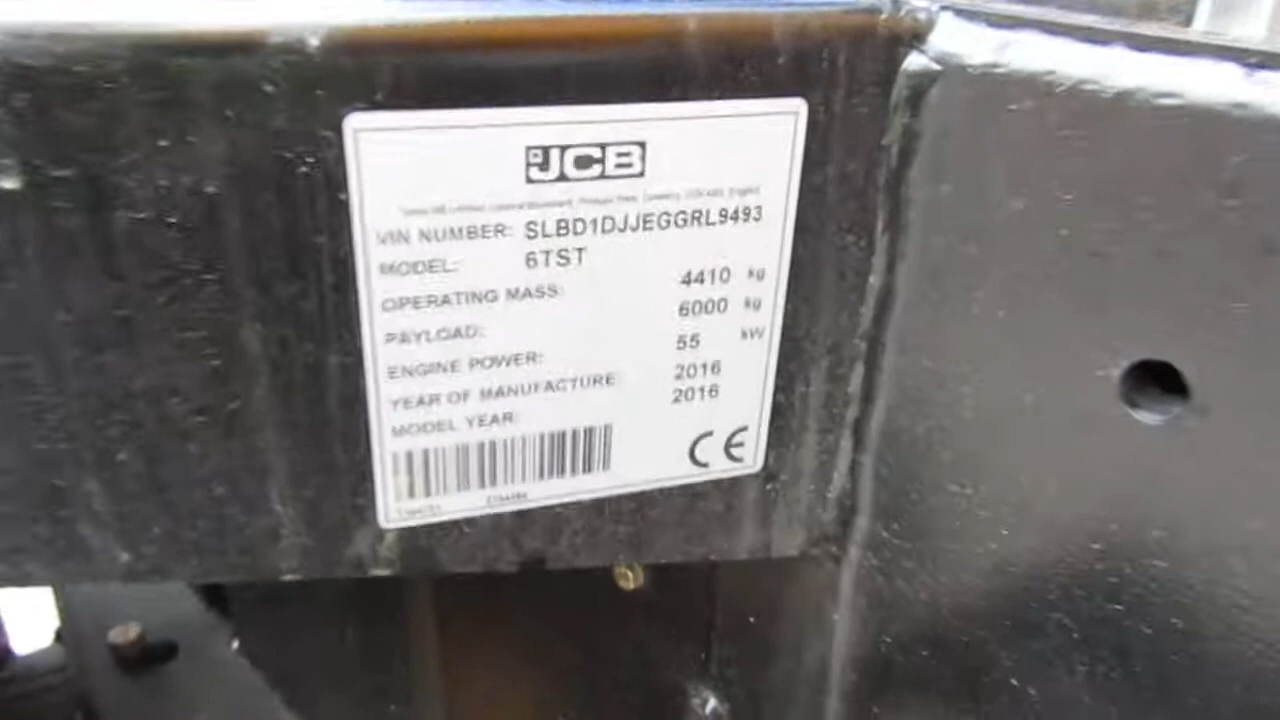 JCB
VIN NUMBER: SLBD1DJJEGGRL9493
MODEL: 6TST
OPERATING MASS: 4410 kg
PAYLOAD: 6000 kg
ENGINE POWER: 55 kW
YEAR OF MANUFACTURE: 2016
MODEL YEAR: 2016
CE